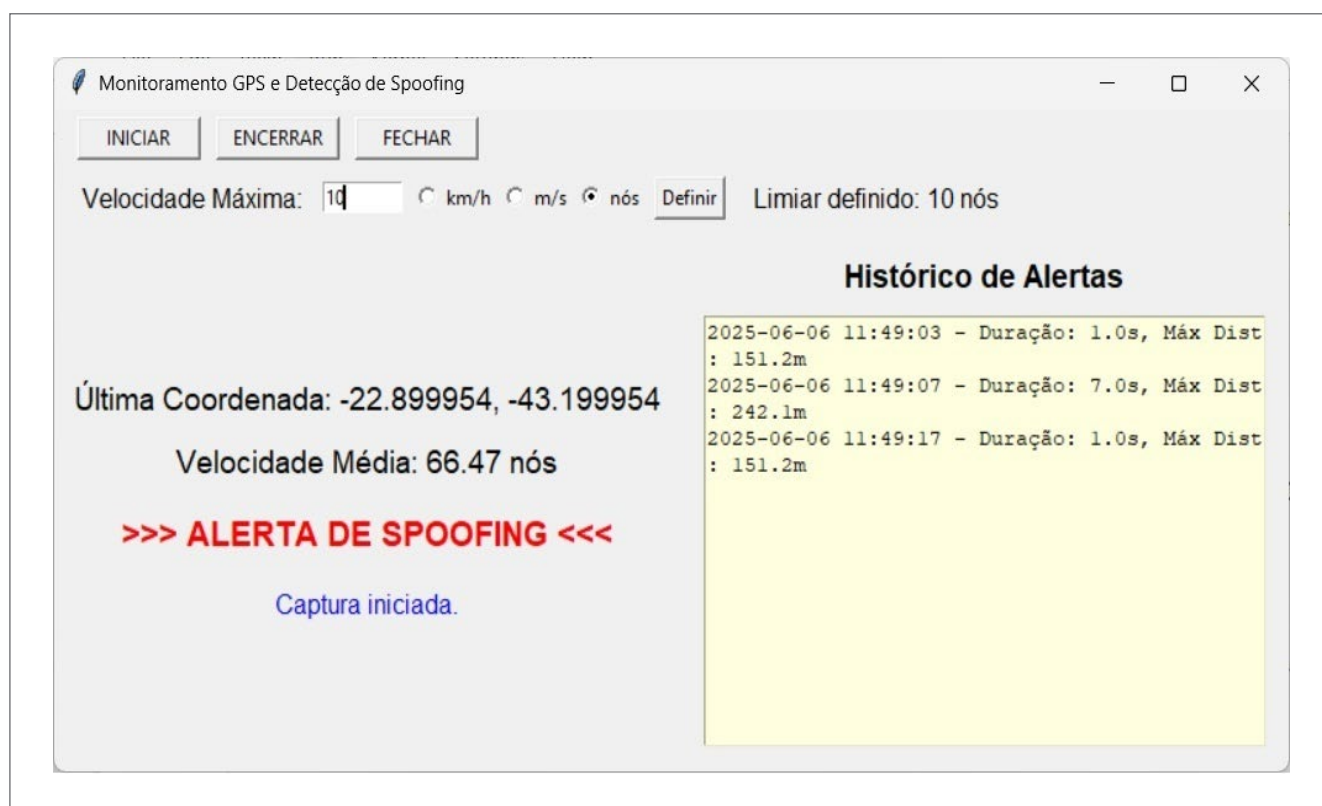 Monitoramento GPS e Detecção de Spoofing
INICIAR ENCERRAR FECHAR
Velocidade Máxima: 10 km/h m/s nós Definir Limiar definido: 10 nós
Histórico de Alertas
2025-06-06 11:49:03 - Duração: 1.0s, Máx Dist
: 151.2m
2025-06-06 11:49:07 - Duração: 7.0s, Máx Dist
: 242.1m
2025-06-06 11:49:17 - Duração: 1.0s, Máx Dist
: 151.2m
Última Coordenada: -22.899954, -43.199954
Velocidade Média: 66.47 nós
>>> ALERTA DE SPOOFING <<<
Captura iniciada.